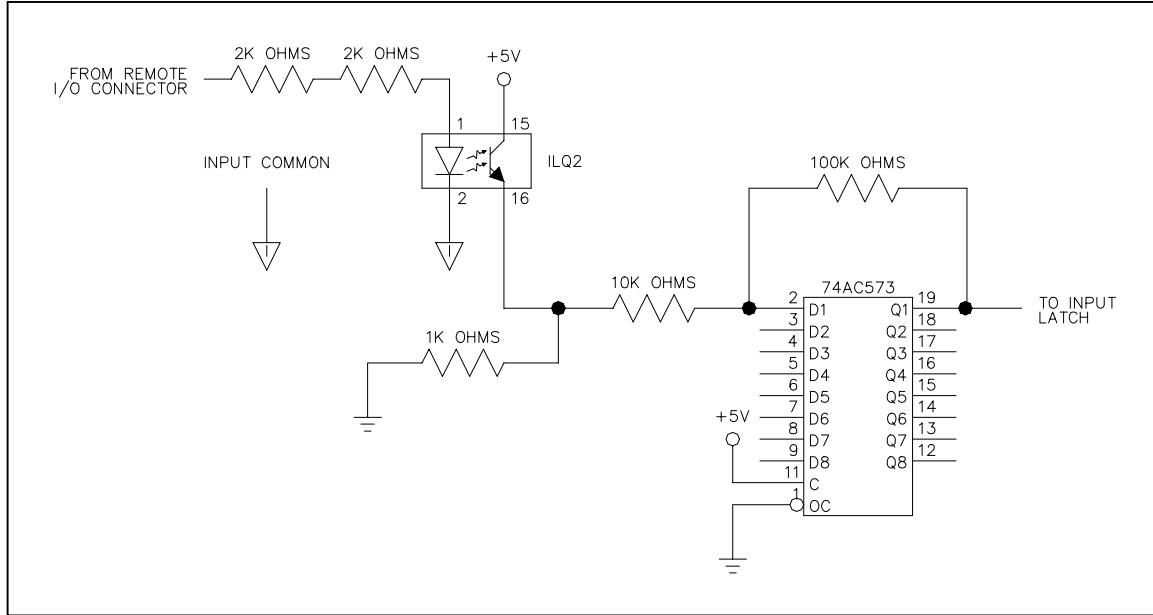 2K OHMS
2K OHMS
+5V
FROM REMOTE
I/O CONNECTOR
1
15
INPUT COMMON
ILQ2
100K OHMS
2
16
10K OHMS
74AC573
2
D1
Q1
19
TO INPUT
LATCH
3
D2
Q2
18
1K OHMS
4
D3
Q3
17
5
D4
Q4
16
6
D5
Q5
15
+5V
7
D6
Q6
14
8
D7
Q7
13
9
D8
Q8
12
11
C
1
OC